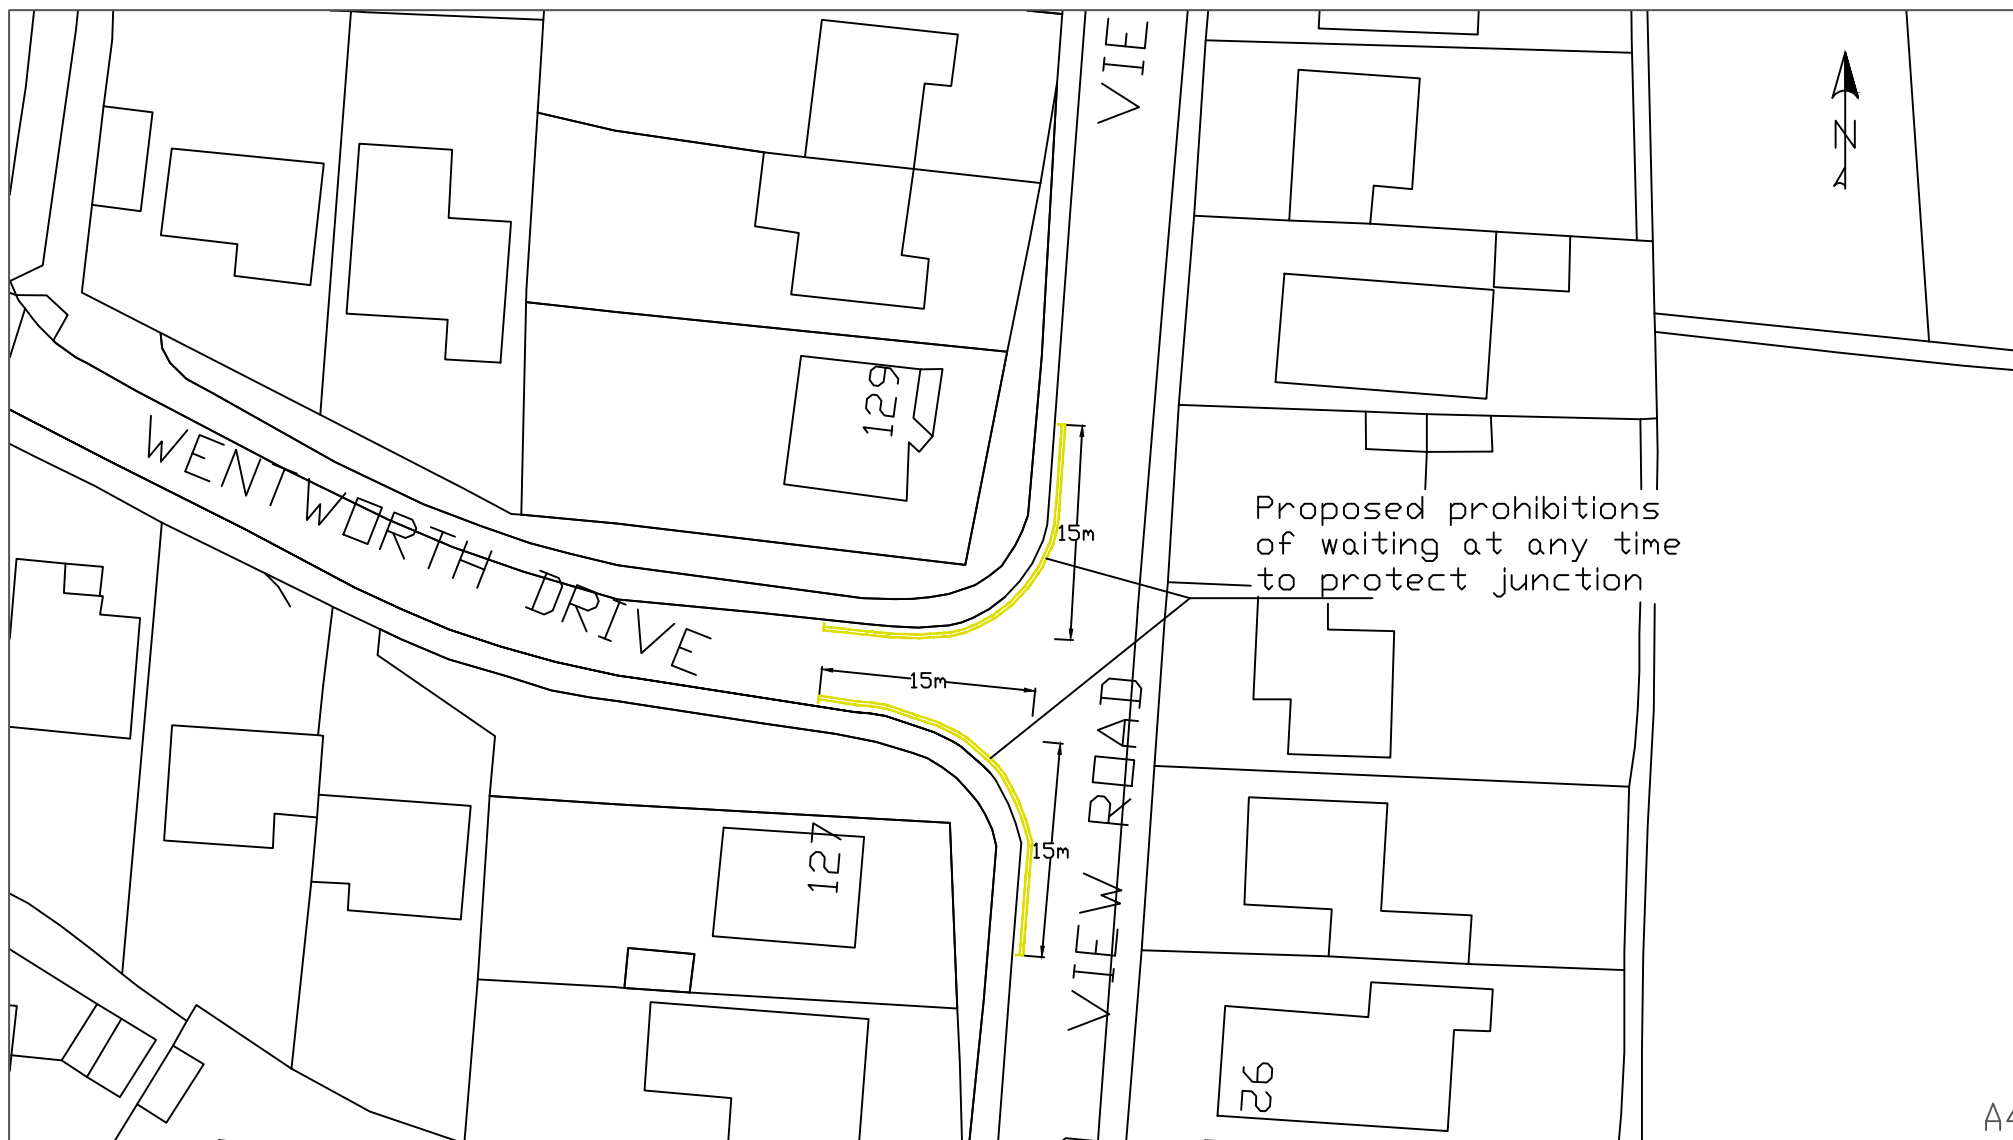 VIE
N
129
WENTWORTH DRIVE
15m
Proposed prohibitions
of waiting at any time
to protect junction
15m
VIEW ROAD
15m
127
92
A4